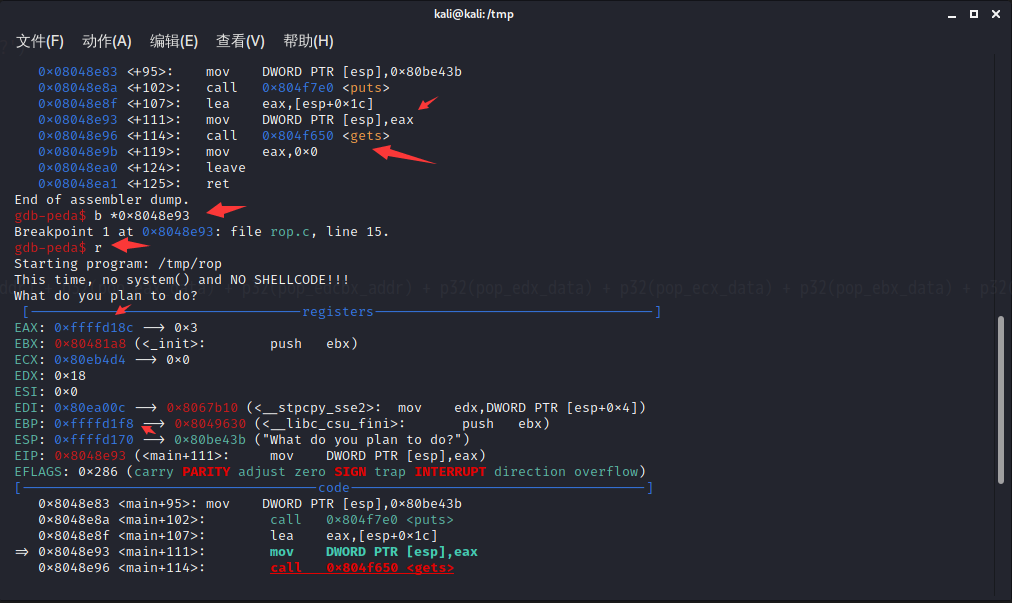 kali@kali: /tmp
文件(F) 动作(A) 编辑(E) 查看(V) 帮助(H)
0×08048e83 <+95>: mov DWORD PTR [esp],0×80be43b
0×08048e8a <+102>: call 0×804f7e0 <puts>
0×08048e8f <+107>: lea eax,[esp+0×1c]
0×08048e93 <+111>: mov DWORD PTR [esp],eax
0×08048e96 <+114>: call 0×804f650 <gets>
0×08048e9b <+119>: mov eax,0×0
0×08048ea0 <+124>: leave
0×08048ea1 <+125>: ret
End of assembler dump.
gdb-peda$ b *0×8048e93
Breakpoint 1 at 0×8048e93: file rop.c, line 15.
gdb-peda$ r
Starting program: /tmp/rop
This time, no system() and NO SHELLCODE!!!
What do you plan to do?
[registers]
EAX: 0×ffffd18c → 0×3
EBX: 0×80481a8 (<_init>: push ebx)
ECX: 0×80eb4d4 → 0×0
EDX: 0×18
ESI: 0×0
EDI: 0×80ea00c → 0×8067b10 (<__stpcpy_sse2>: mov edx,DWORD PTR [esp+0×4])
EBP: 0×ffffd1f8 → 0×8049630 (<__libc_csu_fini>: push ebx)
ESP: 0×ffffd170 → 0×80be43b ("What do you plan to do?")
EIP: 0×8048e93 (<main+111>: mov DWORD PTR [esp],eax)
EFLAGS: 0×286 (carry PARITY adjust zero SIGN trap INTERRUPT direction overflow)
[code]
0×8048e83 <main+95>: mov DWORD PTR [esp],0×80be43b
0×8048e8a <main+102>: call 0×804f7e0 <puts>
0×8048e8f <main+107>: lea eax,[esp+0×1c]
⇒ 0×8048e93 <main+111>: mov DWORD PTR [esp],eax
0×8048e96 <main+114>: call 0×804f650 <gets>